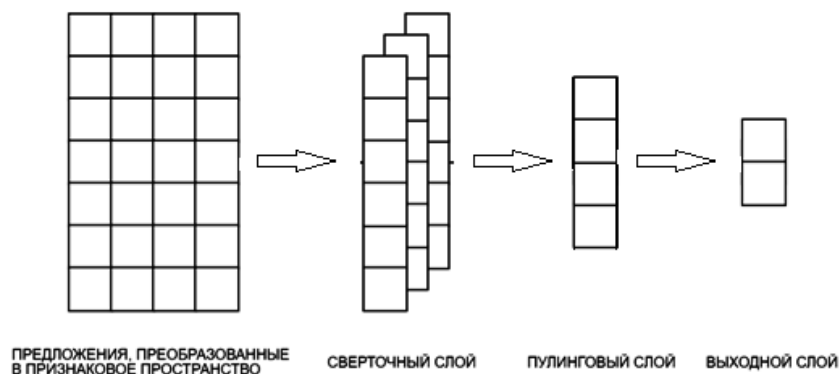 ПРЕДЛОЖЕНИЯ, ПРЕОБРАЗОВАННЫЕ
В ПРИЗНАКОВОЕ ПРОСТРАНСТВО
СВЕРТОЧНЫЙ СЛОЙ
ПУЛИНГОВЫЙ СЛОЙ
ВЫХОДНОЙ СЛОЙ